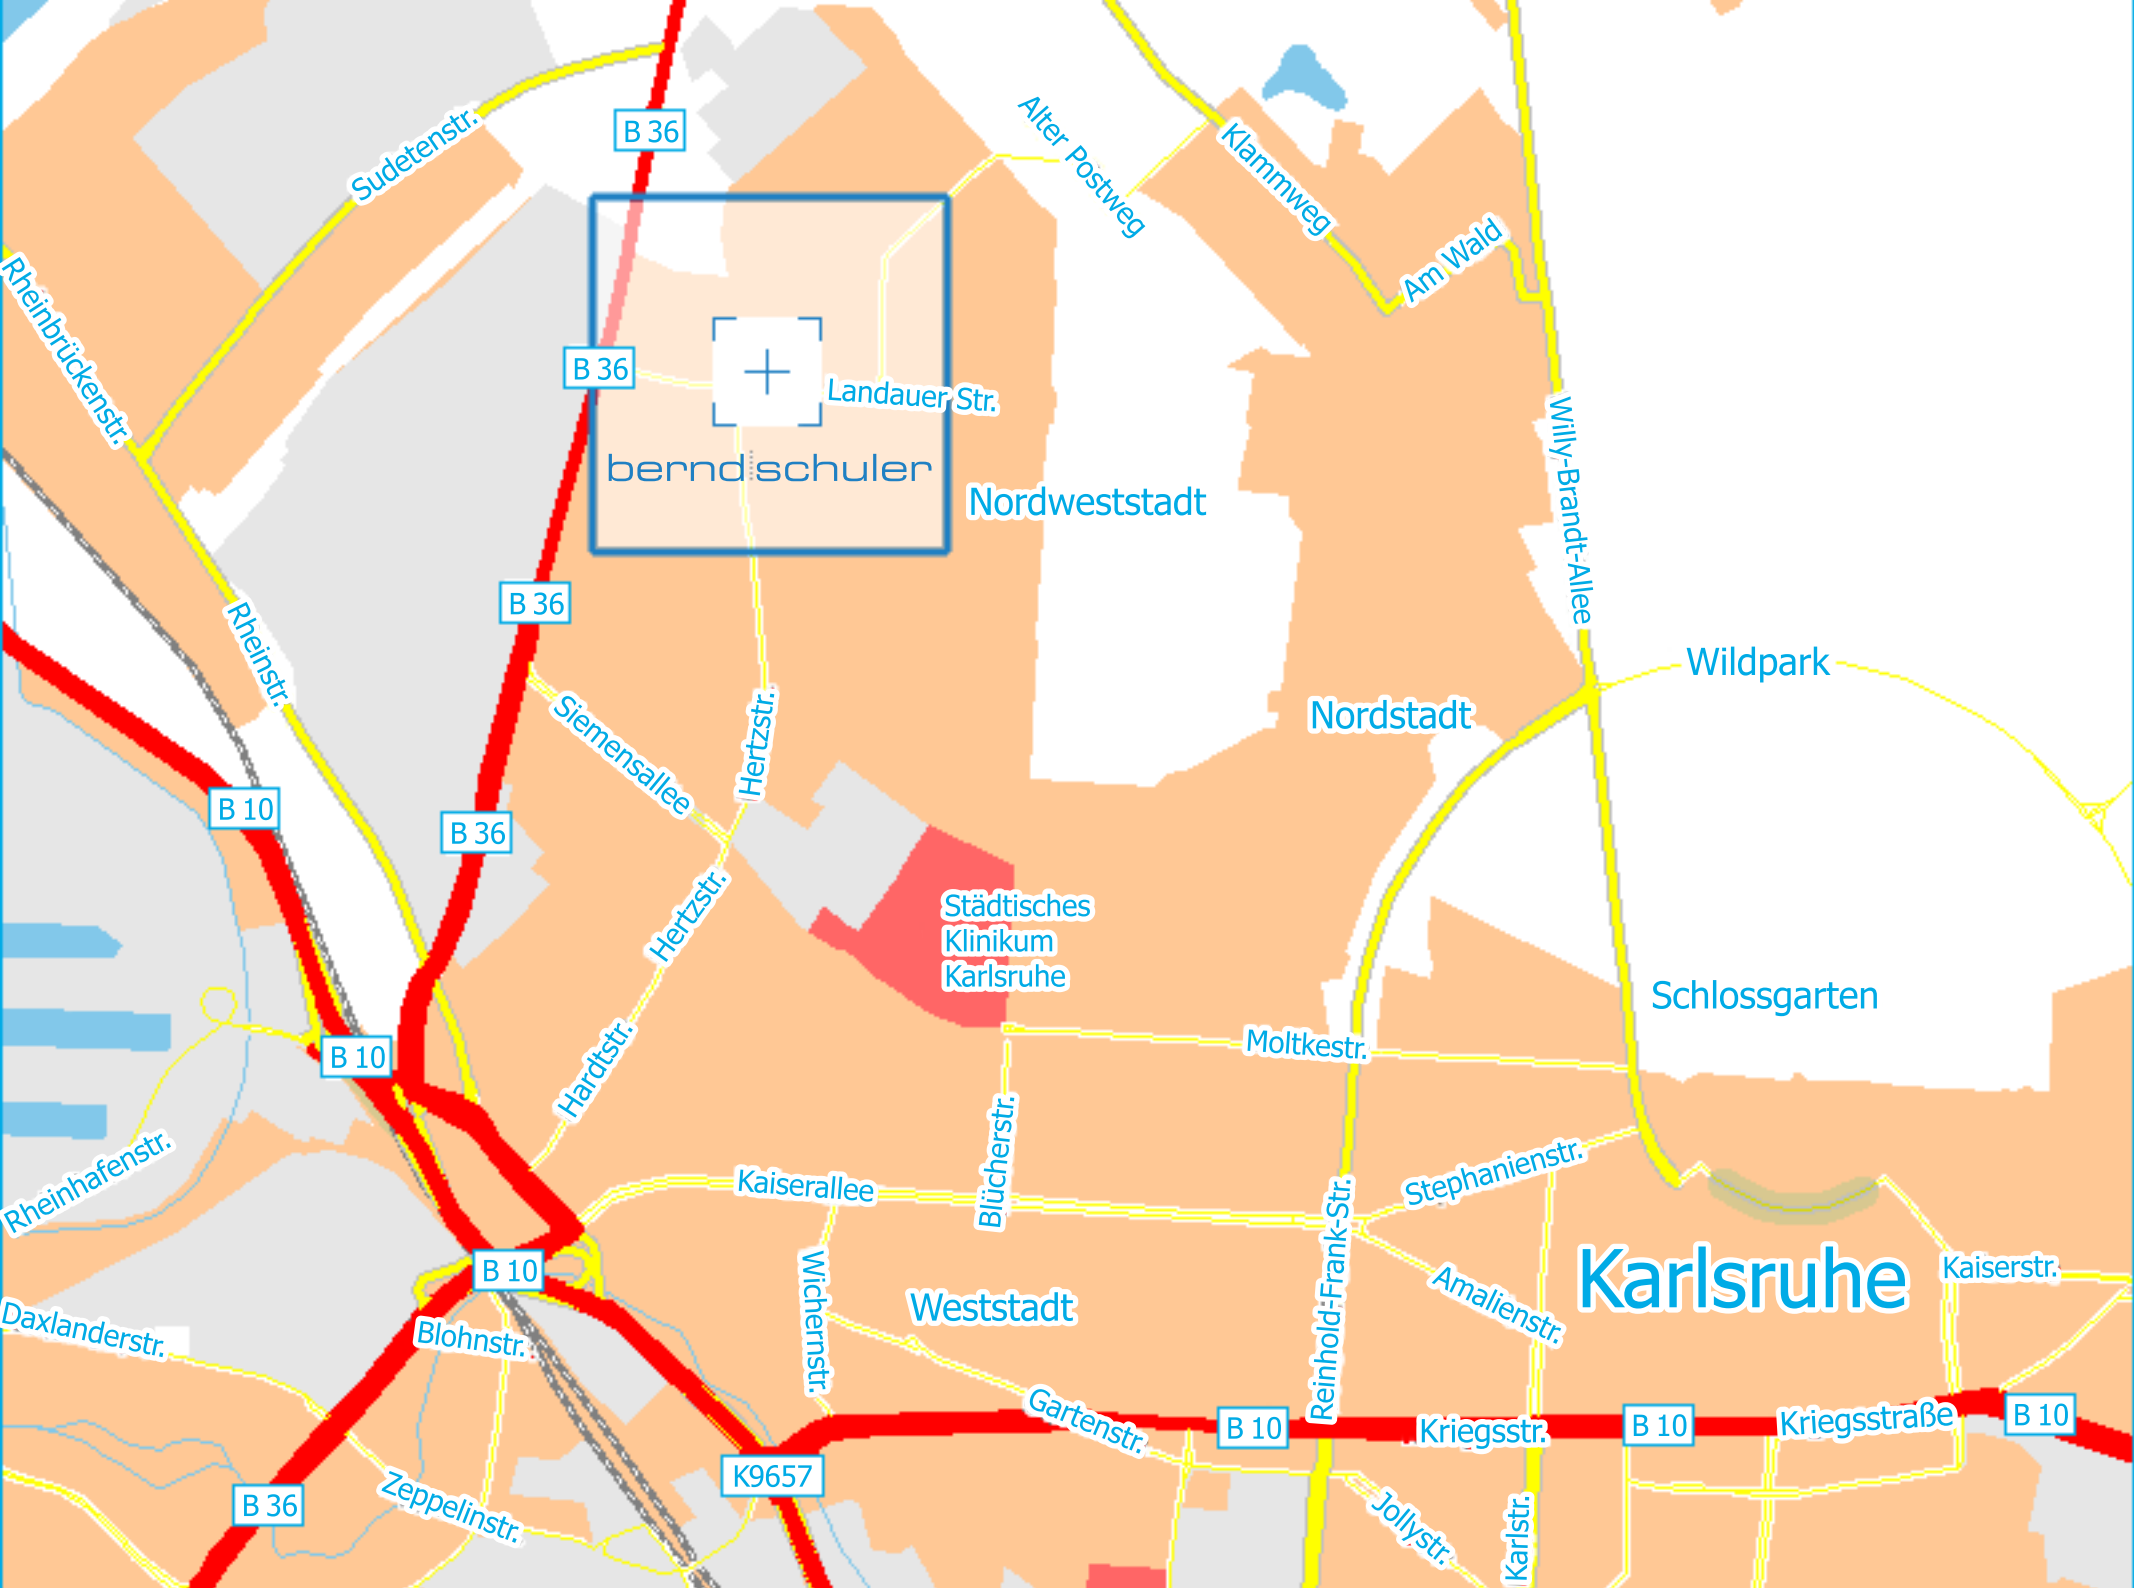 B 36
Sudetenstr.
Alter Postweg
Klammweg
Am Wald
Rheinbrückenstr.
B 36
Landauer Str.
bernd schuler
Nordweststadt
Willy-Brandt-Allee
B 36
Rheinstr.
Wildpark
Siemensallee
Hertzstr.
Nordstadt
B 10
B 36
Hertzstr.
Städtisches
Klinikum
Karlsruhe
Schlossgarten
B 10
Hardtstr.
Moltkestr.
Rheinhafenstr.
Blücherstr.
Kaiserallee
Stephanienstr.
Reinhold-Frank-Str.
B 10
Wichernstr.
Weststadt
Amalienstr.
Karlsruhe
Kaiserstr.
Daxlanderstr.
Blohnstr.
Gartenstr.
B 10
Kriegsstr.
B 10
Kriegsstraße
B 10
K9657
B 36
Zeppelinstr.
Jollystr.
Karlstr.